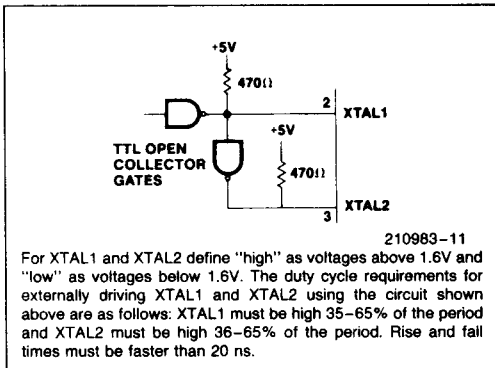 +5V
470Ω
2
XTAL1
+5V
TTL OPEN
COLLECTOR
GATES
470Ω
XTAL2
3
210983-11
For XTAL1 and XTAL2 define "high" as voltages above 1.6V and
"low" as voltages below 1.6V. The duty cycle requirements for
externally driving XTAL1 and XTAL2 using the circuit shown
above are as follows: XTAL1 must be high 35-65% of the period
and XTAL2 must be high 36-65% of the period. Rise and fall
times must be faster than 20 ns.